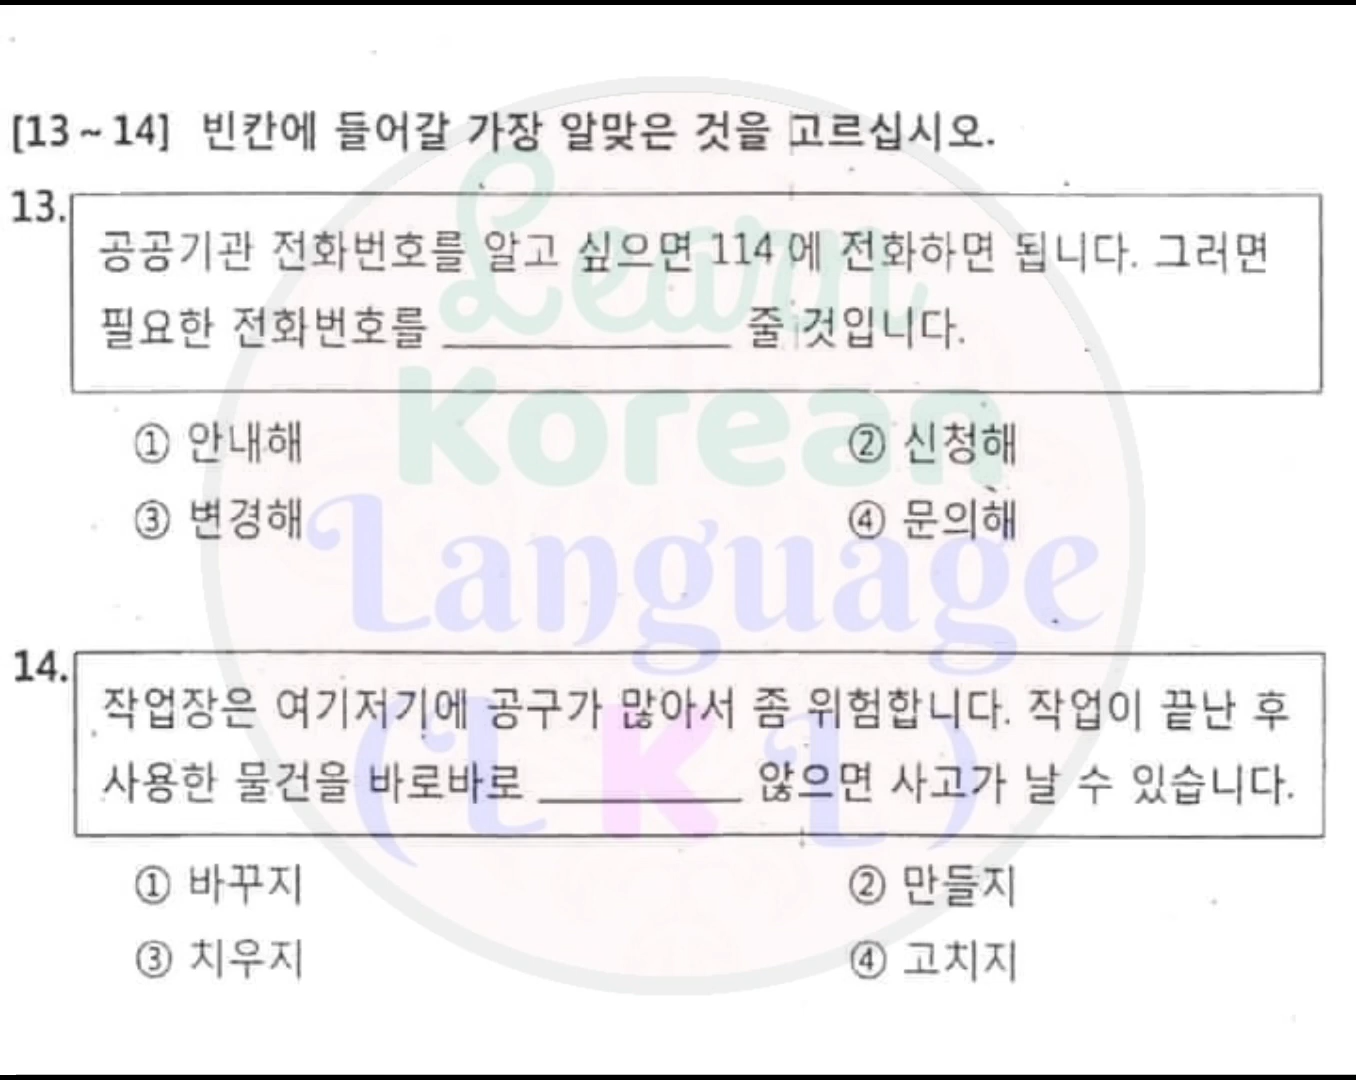 [13 ~ 14] 빈칸에 들어갈 가장 알맞은 것을 고르십시오.
13.
공공기관 전화번호를 알고 싶으면 114 에 전화하면 됩니다. 그러면
필요한 전화번호를 ____________ 줄 것입니다.
① 안내해 ② 신청해
③ 변경해 ④ 문의해
14.
작업장은 여기저기에 공구가 많아서 좀 위험합니다. 작업이 끝난 후
사용한 물건을 바로바로 _________ 않으면 사고가 날 수 있습니다.
① 바꾸지 ② 만들지
③ 치우지 ④ 고치지
Learn
Korean
Language
(LKL)